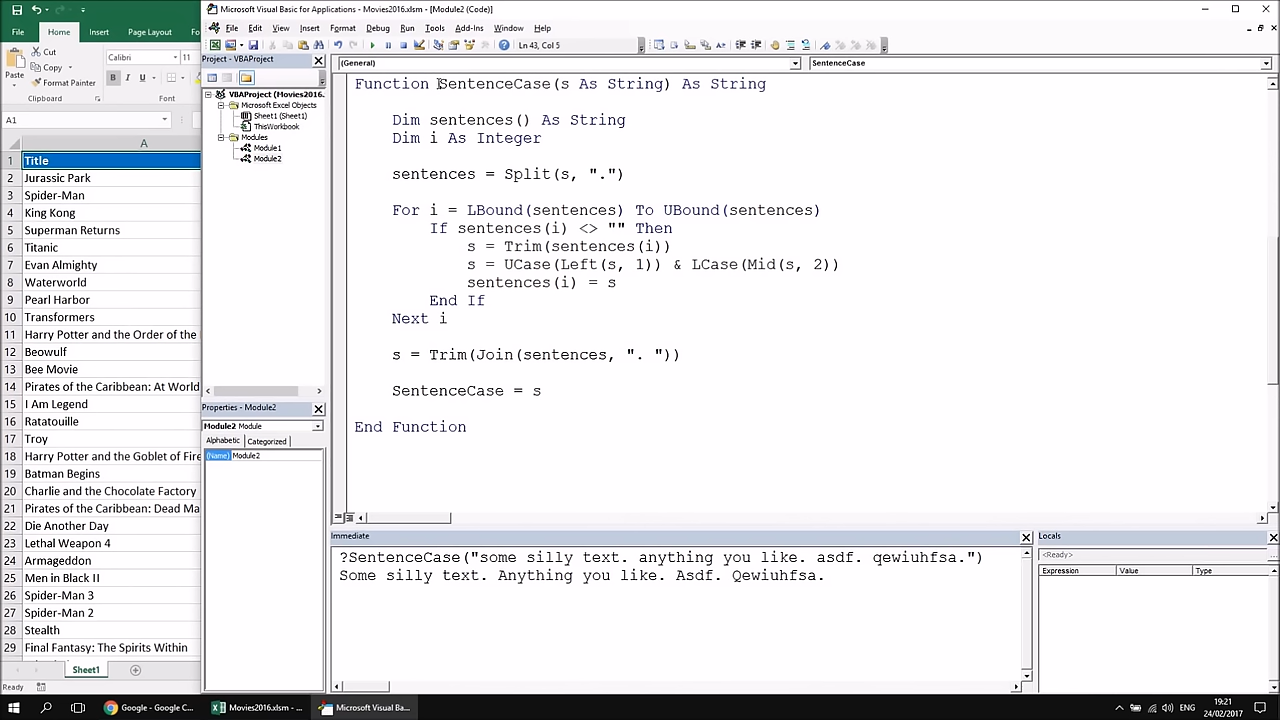 Microsoft Visual Basic for Applications - Movies2016.xlsm - [Module2 (Code)]
File Home Insert Page Layout
File Edit View Insert Format Debug Run Tools Add-Ins Window Help
Ln 43, Col 5
Cut
Copy
Format Painter
Paste
Clipboard
Calibri 11
B I U
A1
Project - VBAProject
VBAProject (Movies2016.
Microsoft Excel Objects
Sheet1 (Sheet1)
ThisWorkbook
Modules
Module1
Module2
Properties - Module2
Module2 Module
Alphabetic Categorized
(Name) Module2
A
1 Title
2 Jurassic Park
3 Spider-Man
4 King Kong
5 Superman Returns
6 Titanic
7 Evan Almighty
8 Waterworld
9 Pearl Harbor
10 Transformers
11 Harry Potter and the Order of the
12 Beowulf
13 Bee Movie
14 Pirates of the Caribbean: At World
15 I Am Legend
16 Ratatouille
17 Troy
18 Harry Potter and the Goblet of Fire
19 Batman Begins
20 Charlie and the Chocolate Factory
21 Pirates of the Caribbean: Dead Ma
22 Die Another Day
23 Lethal Weapon 4
24 Armageddon
25 Men in Black II
26 Spider-Man 3
27 Spider-Man 2
28 Stealth
29 Final Fantasy: The Spirits Within
Sheet1
Ready
(General) SentenceCase
Function SentenceCase(s As String) As String
Dim sentences() As String
Dim i As Integer
sentences = Split(s, ".")
For i = LBound(sentences) To UBound(sentences)
If sentences(i) <> "" Then
s = Trim(sentences(i))
s = UCase(Left(s, 1)) & LCase(Mid(s, 2))
sentences(i) = s
End If
Next i
s = Trim(Join(sentences, ". "))
SentenceCase = s
End Function
Immediate
?SentenceCase("some silly text. anything you like. asdf. qewiuhfsa.")
Some silly text. Anything you like. Asdf. Qewiuhfsa.
Locals
<Ready>
Expression Value Type
Google - Google C...
Movies2016.xlsm - ...
Microsoft Visual Ba...
ENG
19:21
24/02/2017